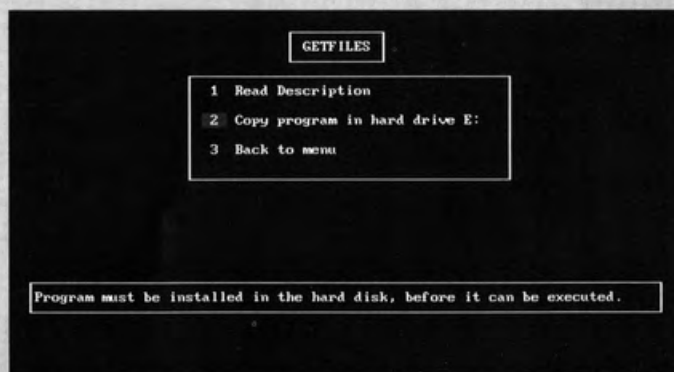 GETFILES
1 Read Description
2 Copy program in hard drive E:
3 Back to menu
Program must be installed in the hard disk, before it can be executed.